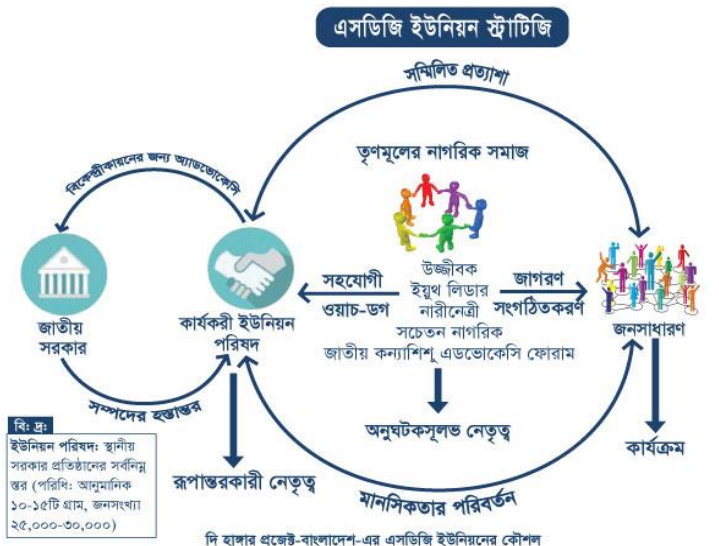 এসডিজি ইউনিয়ন স্ট্রাটিজি
সম্মিলিত প্রত্যাশা
তৃণমূলের নাগরিক সমাজ
বিকেন্দ্রীকায়নের জন্য অ্যাডভোকেসি
জাতীয়
সরকার
কার্যকরী ইউনিয়ন
পরিষদ
সহযোগী
ওয়াচ-ডগ
উজ্জীবক
ইয়ুথ লিডার
নারীনেত্রী
সচেতন নাগরিক
জাতীয় কন্যাশিশু এডভোকেসি ফোরাম
জাগরণ
সংগঠিতকরণ
জনসাধারণ
সম্পদের হস্তান্তর
অনুঘটকসূলভ নেতৃত্ব
কার্যক্রম
রূপান্তরকারী নেতৃত্ব
মানসিকতার পরিবর্তন
বি: দ্র:
ইউনিয়ন পরিষদ: স্থানীয়
সরকার প্রতিষ্ঠানের সর্বনিম্ন
স্তর (পরিধি: আনুমানিক
১০-১৫টি গ্রাম, জনসংখ্যা
২৫,০০০-৩০,০০০)
দি হাঙ্গার প্রজেক্ট-বাংলাদেশ-এর এসডিজি ইউনিয়নের কৌশল